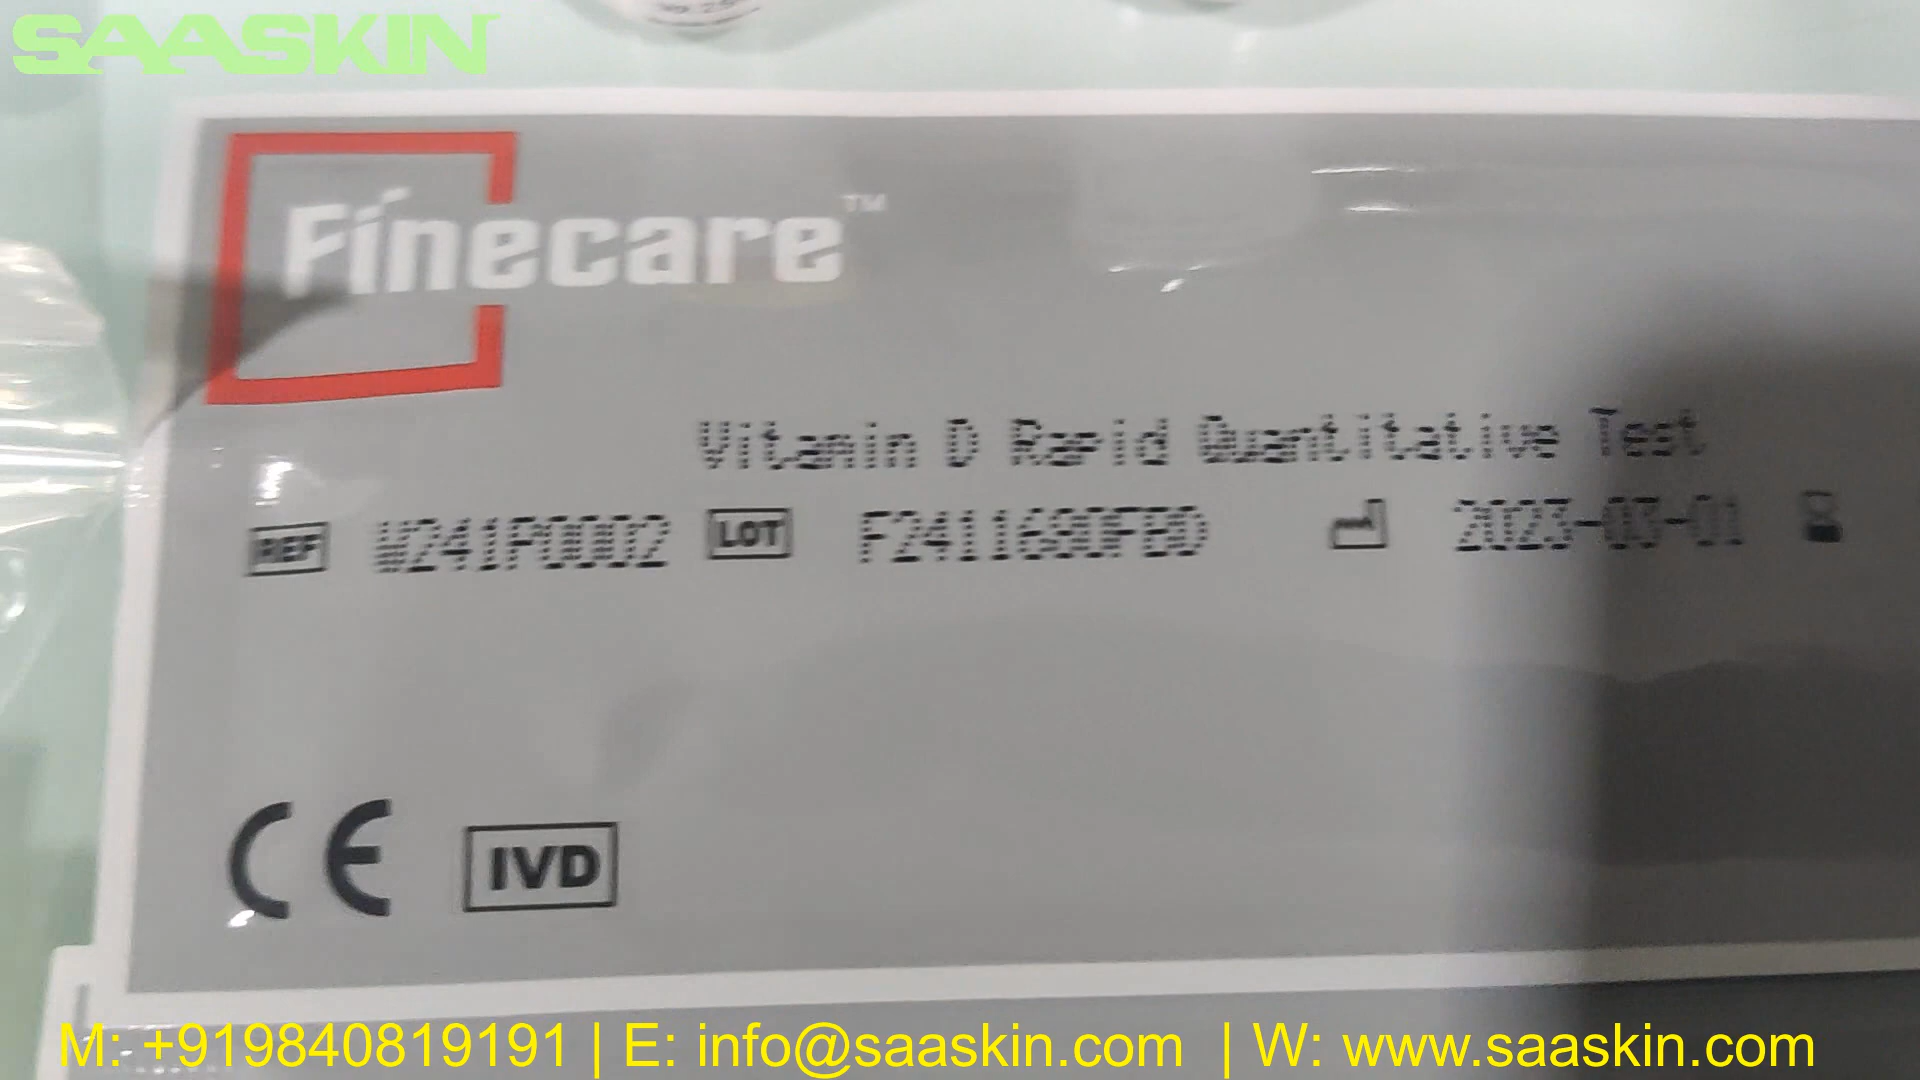 SAASKIN
Finecare™
Vitamin D Rapid Quantitative Test
REF W241P0002 LOT F2411680FBD 2023-03-01
CE IVD
M: +919840819191 | E: info@saaskin.com | W: www.saaskin.com